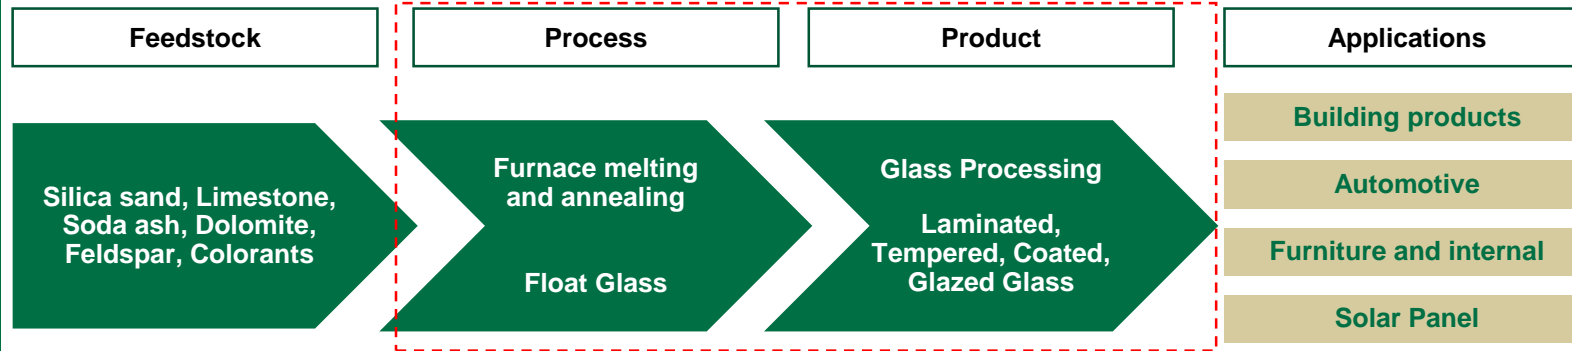 Feedstock
Process
Product
Applications
Silica sand, Limestone,
Soda ash, Dolomite,
Feldspar, Colorants
Furnace melting
and annealing
Float Glass
Glass Processing
Laminated,
Tempered, Coated,
Glazed Glass
Building products
Automotive
Furniture and internal
Solar Panel